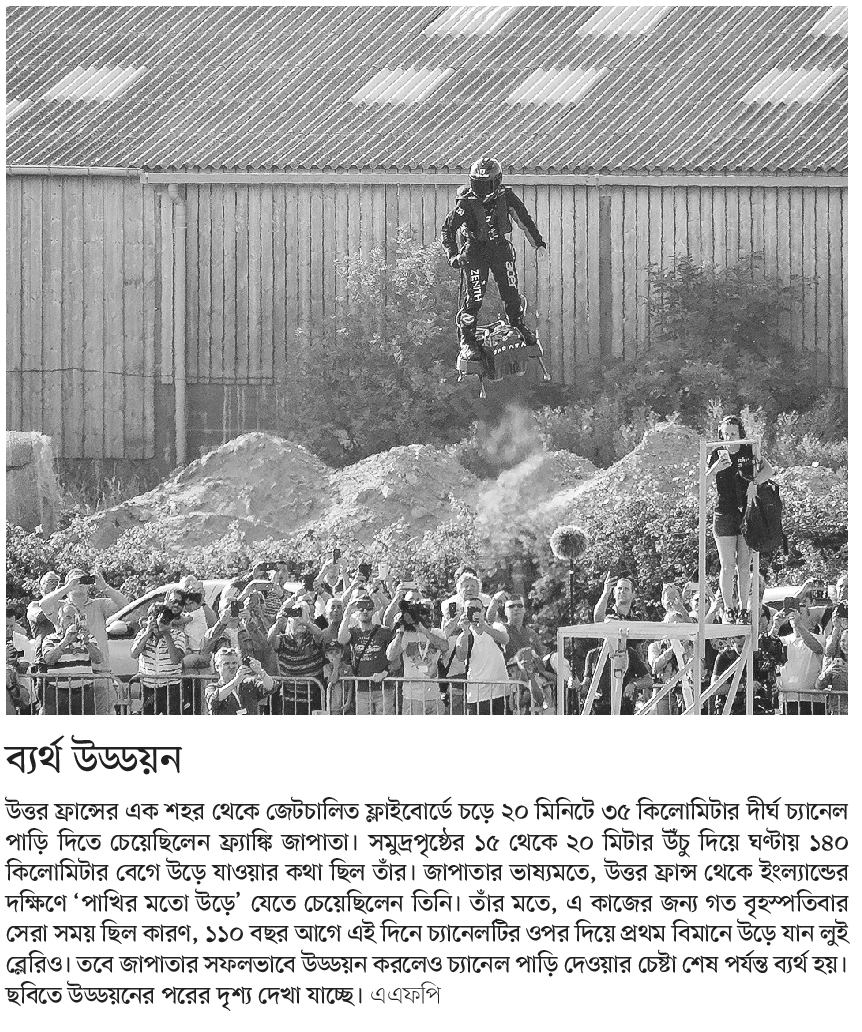 ZENTH
acer
ব্যর্থ উড্ডয়ন
উত্তর ফ্রান্সের এক শহর থেকে জেটচালিত ফ্লাইবোর্ডে চড়ে ২০ মিনিটে ৩৫ কিলোমিটার দীর্ঘ চ্যানেল
পাড়ি দিতে চেয়েছিলেন ফ্র্যাঙ্কি জাপাতা। সমুদ্রপৃষ্ঠের ১৫ থেকে ২০ মিটার উঁচু দিয়ে ঘণ্টায় ১৪০
কিলোমিটার বেগে উড়ে যাওয়ার কথা ছিল তাঁর। জাপাতার ভাষ্যমতে, উত্তর ফ্রান্স থেকে ইংল্যান্ডের
দক্ষিণে ‘পাখির মতো উড়ে’ যেতে চেয়েছিলেন তিনি। তাঁর মতে, এ কাজের জন্য গত বৃহস্পতিবার
সেরা সময় ছিল কারণ, ১১০ বছর আগে এই দিনে চ্যানেলটির ওপর দিয়ে প্রথম বিমানে উড়ে যান লুই
ব্লেরিও। তবে জাপাতার সফলভাবে উড্ডয়ন করলেও চ্যানেল পাড়ি দেওয়ার চেষ্টা শেষ পর্যন্ত ব্যর্থ হয়।
ছবিতে উড্ডয়নের পরের দৃশ্য দেখা যাচ্ছে। এএফপি